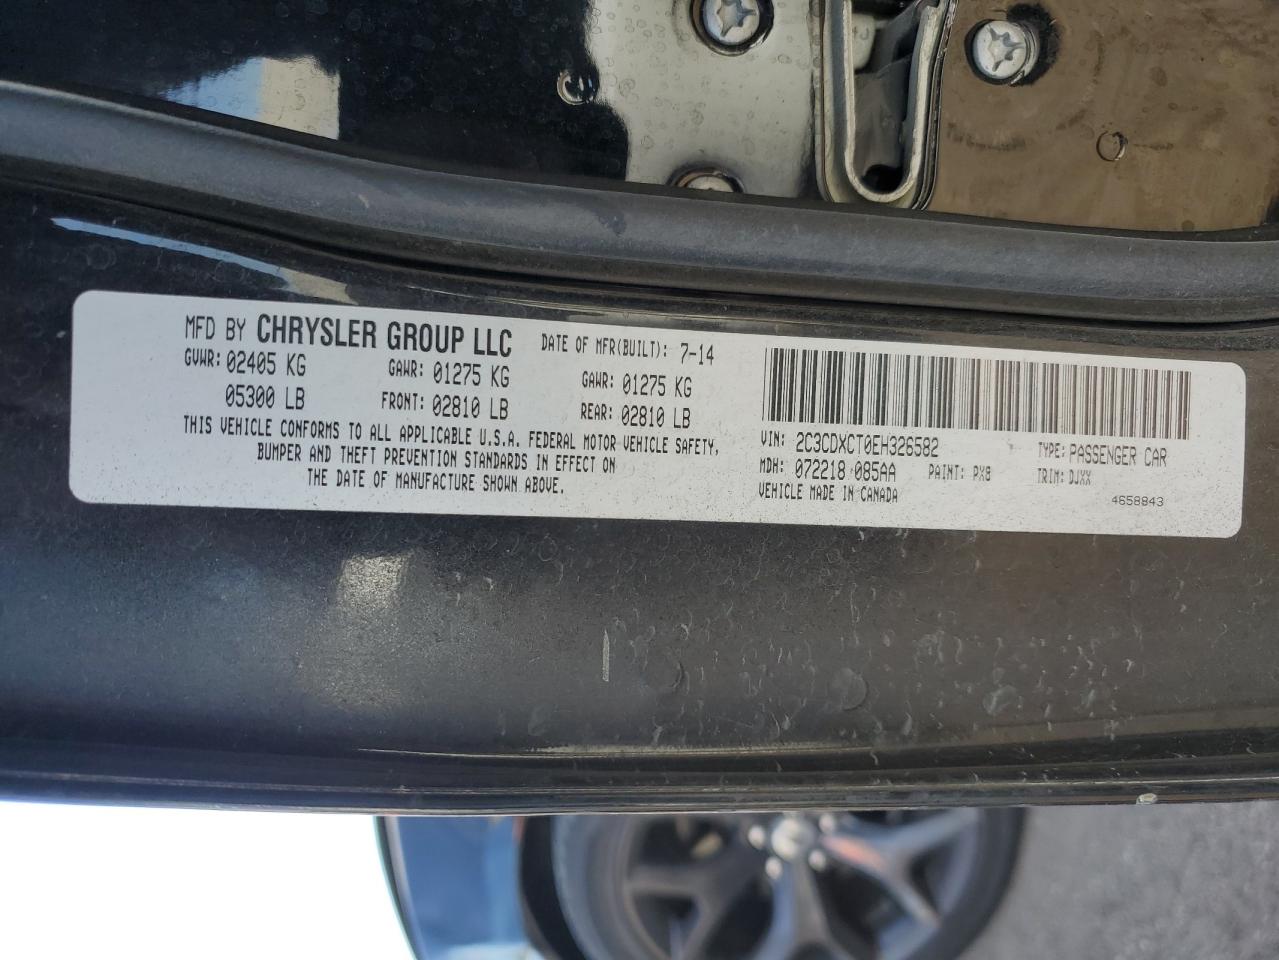 MFD BY CHRYSLER GROUP LLC DATE OF MFR(BUILT): 7-14
GVWR: 02405 KG GAWR: 01275 KG GAWR: 01275 KG
05300 LB FRONT: 02810 LB REAR: 02810 LB
THIS VEHICLE CONFORMS TO ALL APPLICABLE U.S.A. FEDERAL MOTOR VEHICLE SAFETY,
BUMPER AND THEFT PREVENTION STANDARDS IN EFFECT ON
THE DATE OF MANUFACTURE SHOWN ABOVE.
VIN: 2C3CDXCT0EH326582 TYPE: PASSENGER CAR
MDH: 072218 085AA PAINT: PX8 TRIM: DJXX
VEHICLE MADE IN CANADA 4658843